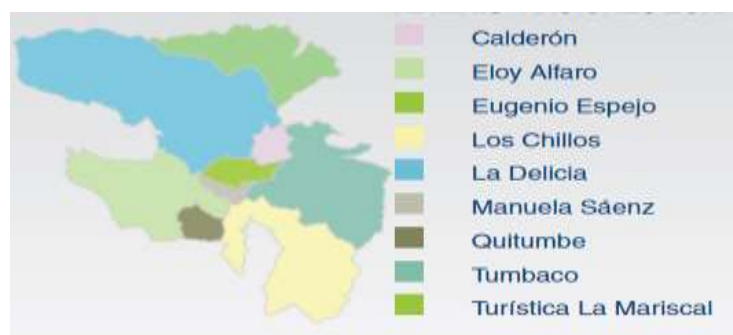 Calderón
Eloy Alfaro
Eugenio Espejo
Los Chillos
La Delicia
Manuela Sáenz
Quitumbe
Tumbaco
Turística La Mariscal